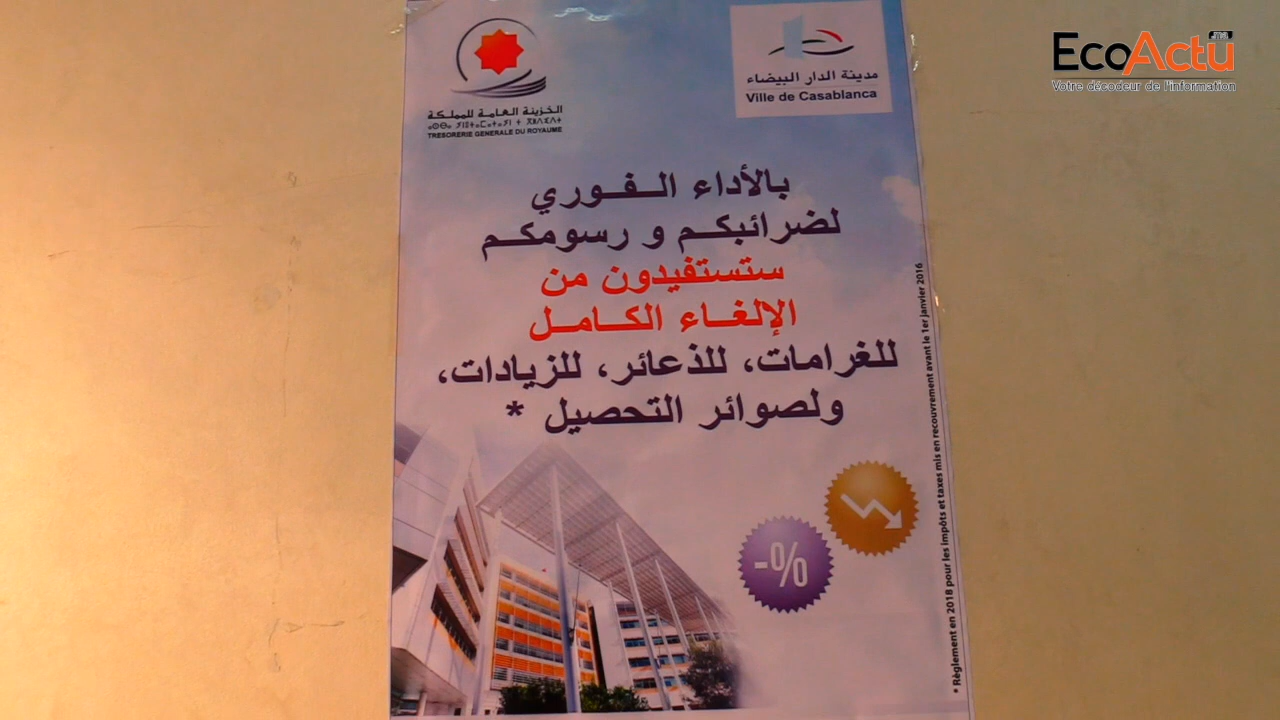 EcoActu
.ma
Votre décodeur de l'information
الخزينة العامة للمملكة
TRESORERIE GENERALE DU ROYAUME
مدينة الدار البيضاء
Ville de Casablanca
بالأداء الفوري
لضرائبكم و رسومكم
ستستفيدون من
الإلغاء الكامل
للغرامات، للذعائر، للزيادات،
ولصوائر التحصيل *
-%
* Règlement en 2018 pour les impôts et taxes mis en recouvrement avant le 1er janvier 2016